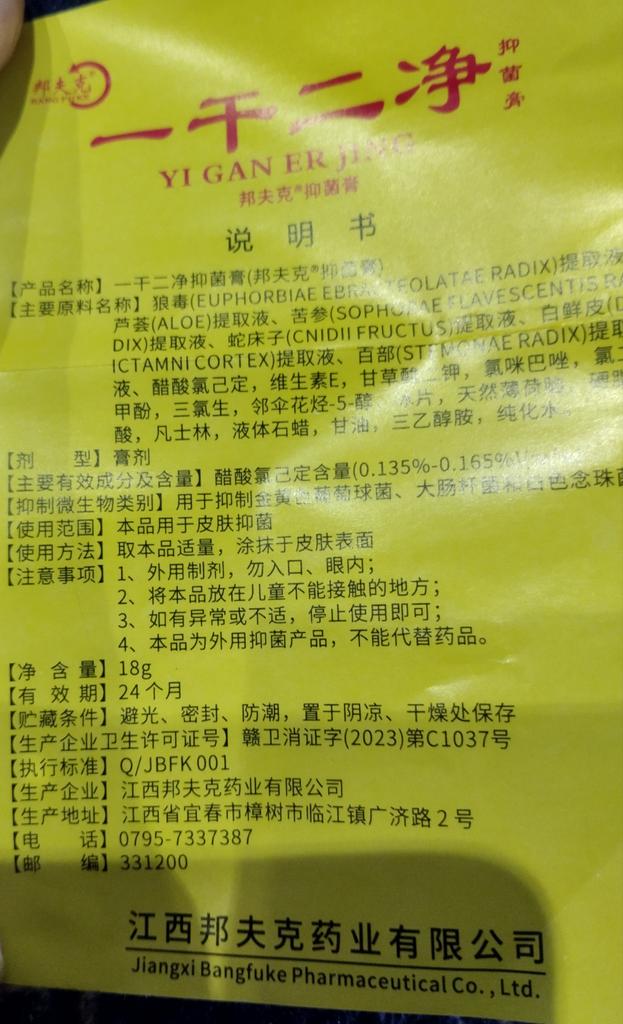 邦夫克®
BANGFUKE
一干二净
抑菌膏
YI GAN ER JING
邦夫克®抑菌膏
说 明 书
【产品名称】一干二净抑菌膏(邦夫克®抑菌膏)
【主要原料名称】狼毒(EUPHORBIAE EBRACTEOLATAE RADIX)提取液
芦荟(ALOE)提取液、苦参(SOPHORAE FLAVESCENTIS RA
DIX)提取液、蛇床子(CNIDII FRUCTUS)提取液、白鲜皮(D
ICTAMNI CORTEX)提取液、百部(STEMONAE RADIX)提取
液、醋酸氯己定，维生素E，甘草酸二钾，氯咪巴唑，氯二
甲酚，三氯生，邻伞花烃-5-醇，冰片，天然薄荷脑，硬脂
酸，凡士林，液体石蜡，甘油，三乙醇胺，纯化水。
【剂 型】膏剂
【主要有效成分及含量】醋酸氯己定含量(0.135%-0.165%
【抑制微生物类别】用于抑制金黄色葡萄球菌、大肠杆菌和白色念珠菌
【使用范围】本品用于皮肤抑菌
【使用方法】取本品适量，涂抹于皮肤表面
【注意事项】1、外用制剂，勿入口、眼内；
2、将本品放在儿童不能接触的地方；
3、如有异常或不适，停止使用即可；
4、本品为外用抑菌产品，不能代替药品。
【净 含 量】18g
【有 效 期】24个月
【贮藏条件】避光、密封、防潮，置于阴凉、干燥处保存
【生产企业卫生许可证号】赣卫消证字(2023)第C1037号
【执行标准】Q/JBFK 001
【生产企业】江西邦夫克药业有限公司
【生产地址】江西省宜春市樟树市临江镇广济路2号
【电 话】0795-7337387
【邮 编】331200
江西邦夫克药业有限公司
Jiangxi Bangfuke Pharmaceutical Co., Ltd.